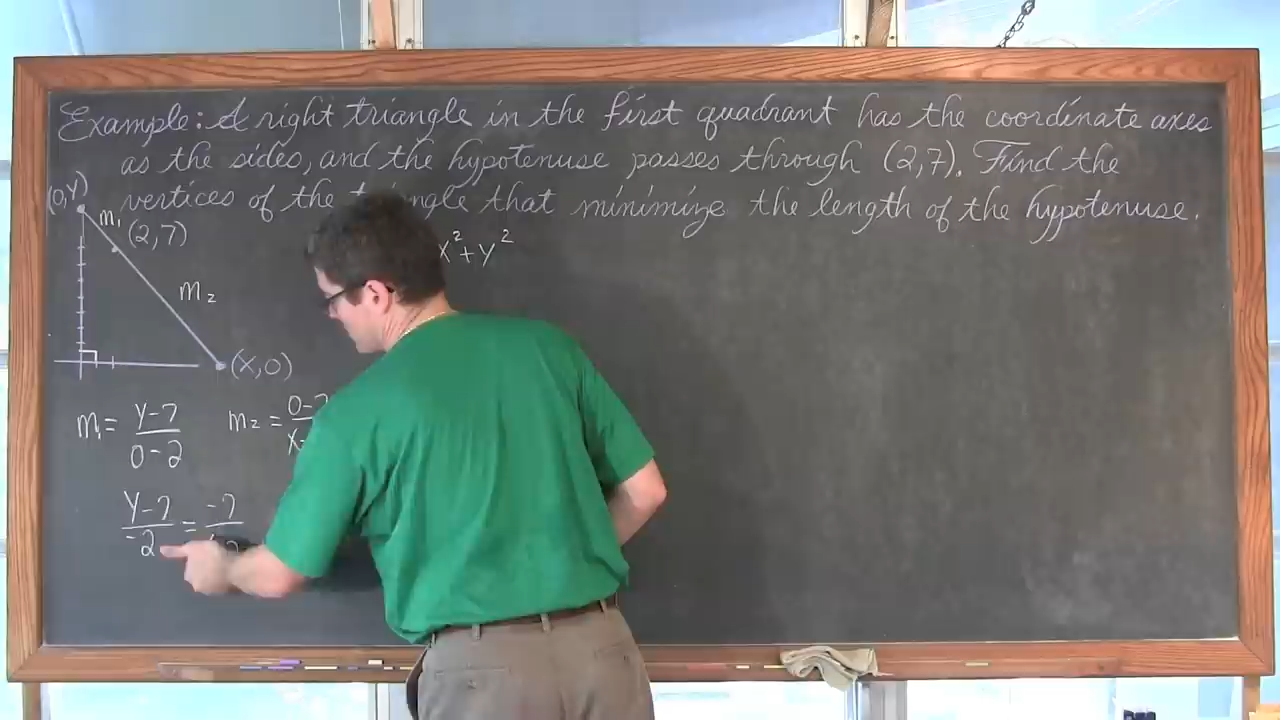 Example: A right triangle in the first quadrant has the coordinate axes
as the sides, and the hypotenuse passes through (2,7). Find the
vertices of the triangle that minimize the length of the hypotenuse.
(0,Y)
m₁ (2,7)
x²+y²
m₂
(X,0)
m₁ = (Y-7)/(0-2)
m₂ = (0-7)/(X-
(Y-7)/(-2) = -7/